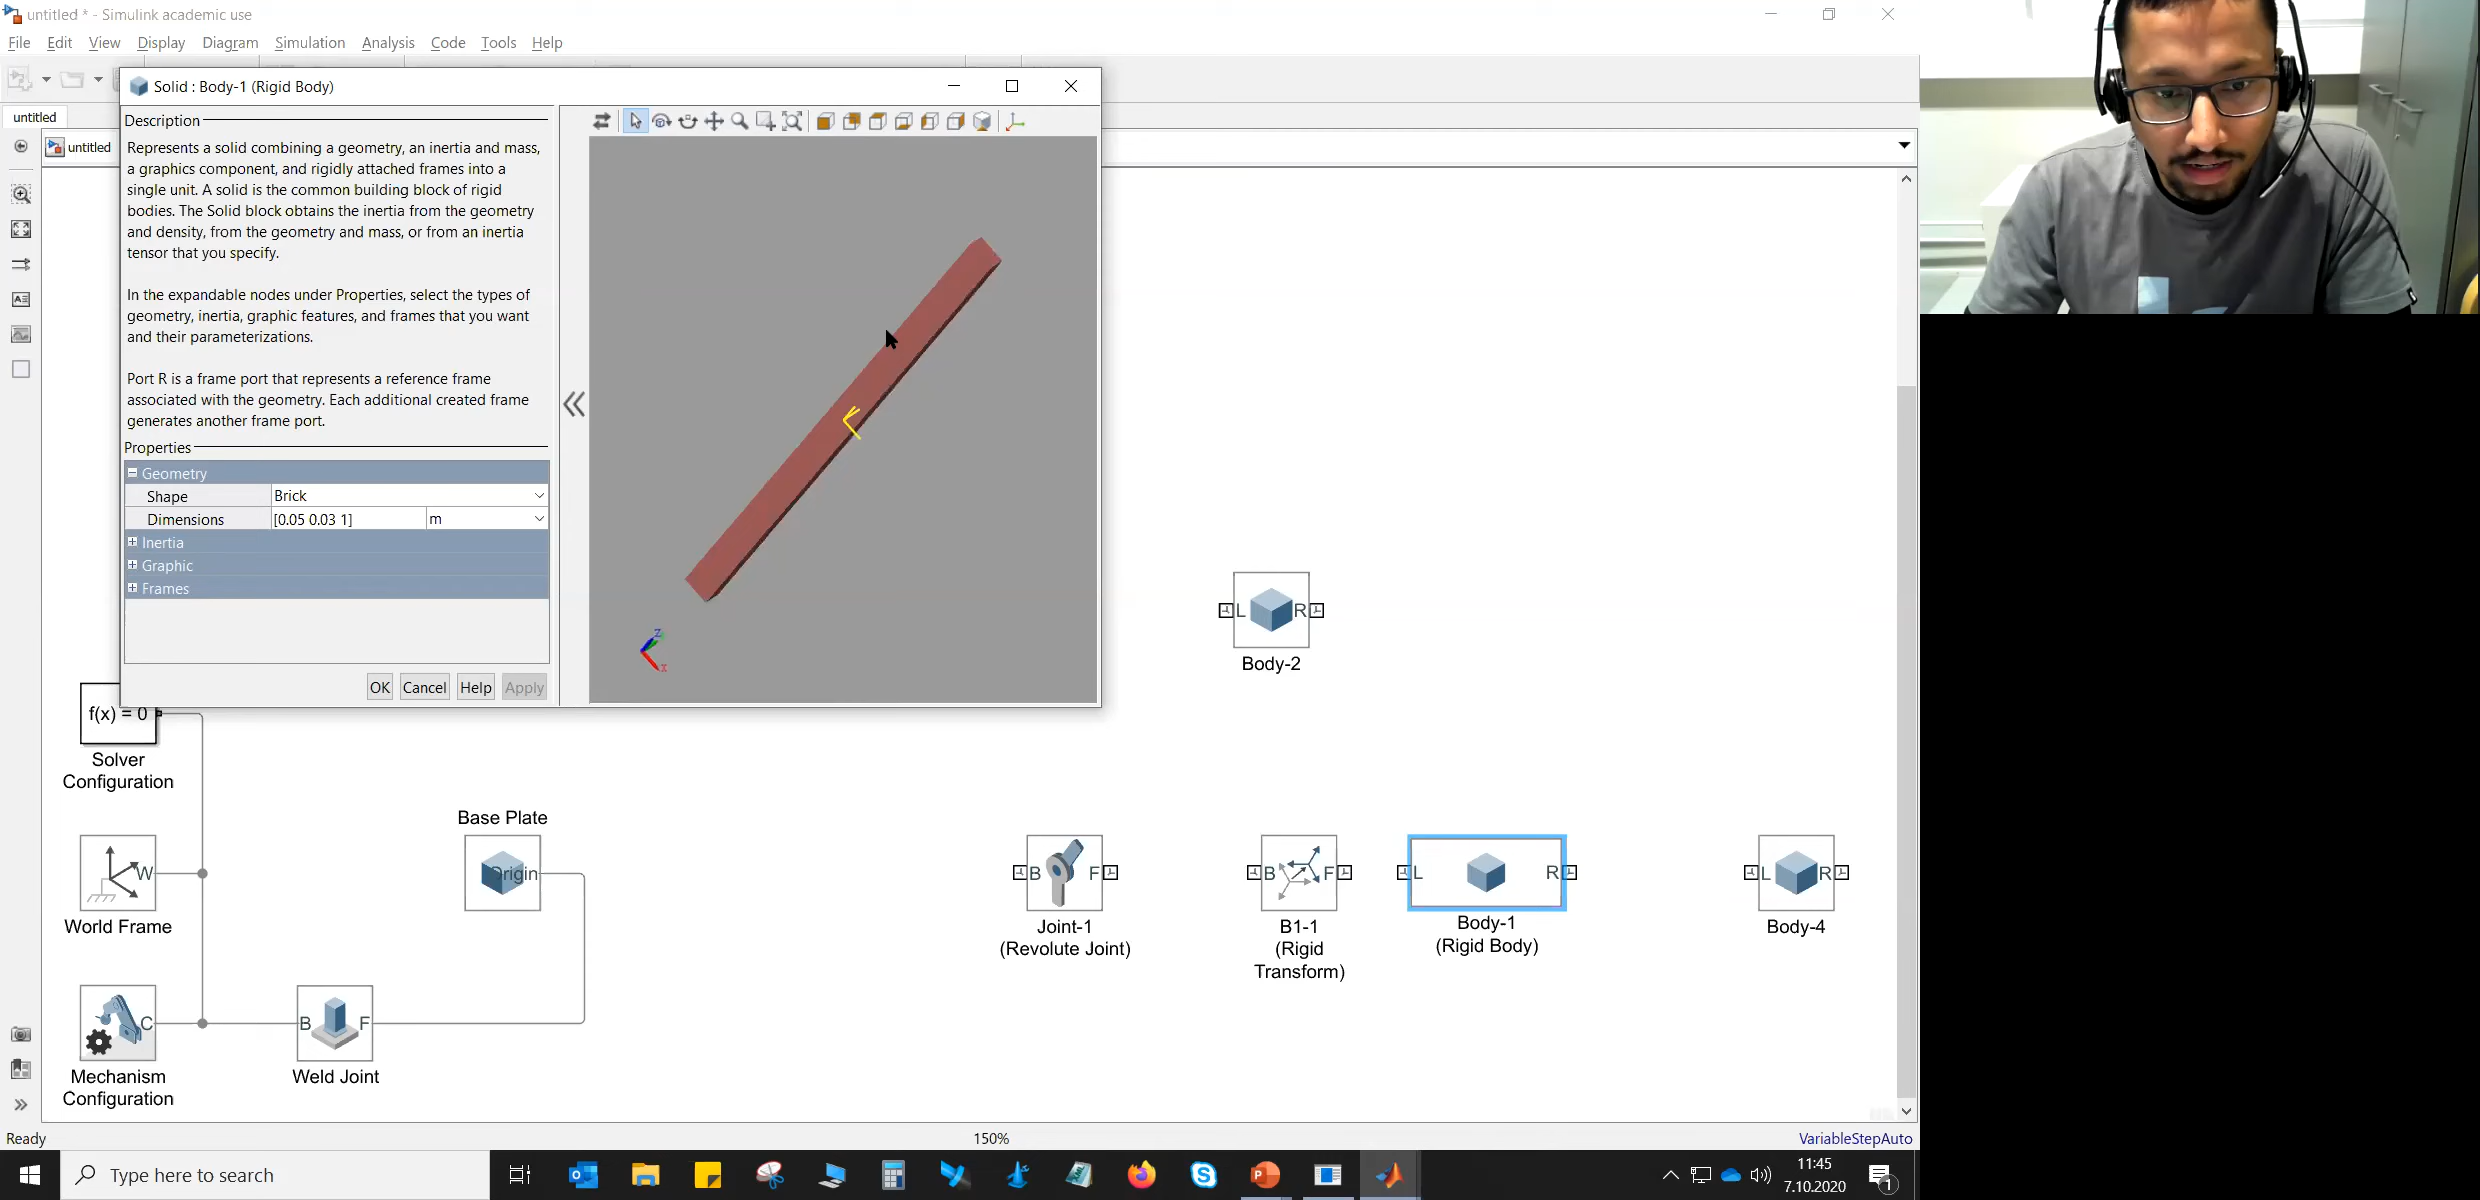 untitled * - Simulink academic use
File Edit View Display Diagram Simulation Analysis Code Tools Help
Solid : Body-1 (Rigid Body)
untitled
untitled
Description
Represents a solid combining a geometry, an inertia and mass,
a graphics component, and rigidly attached frames into a
single unit. A solid is the common building block of rigid
bodies. The Solid block obtains the inertia from the geometry
and density, from the geometry and mass, or from an inertia
tensor that you specify.
In the expandable nodes under Properties, select the types of
geometry, inertia, graphic features, and frames that you want
and their parameterizations.
Port R is a frame port that represents a reference frame
associated with the geometry. Each additional created frame
generates another frame port.
Properties
Geometry
Shape Brick
Dimensions [0.05 0.03 1] m
Inertia
Graphic
Frames
OK Cancel Help Apply
z
x
L R
Body-2
f(x) = 0
Solver
Configuration
Base Plate
W
World Frame
Origin
B F
Joint-1
(Revolute Joint)
B F
B1-1
(Rigid
Transform)
L R
Body-1
(Rigid Body)
L R
Body-4
C
Mechanism
Configuration
B F
Weld Joint
Ready 150% VariableStepAuto
Type here to search
11:45
7.10.2020
1